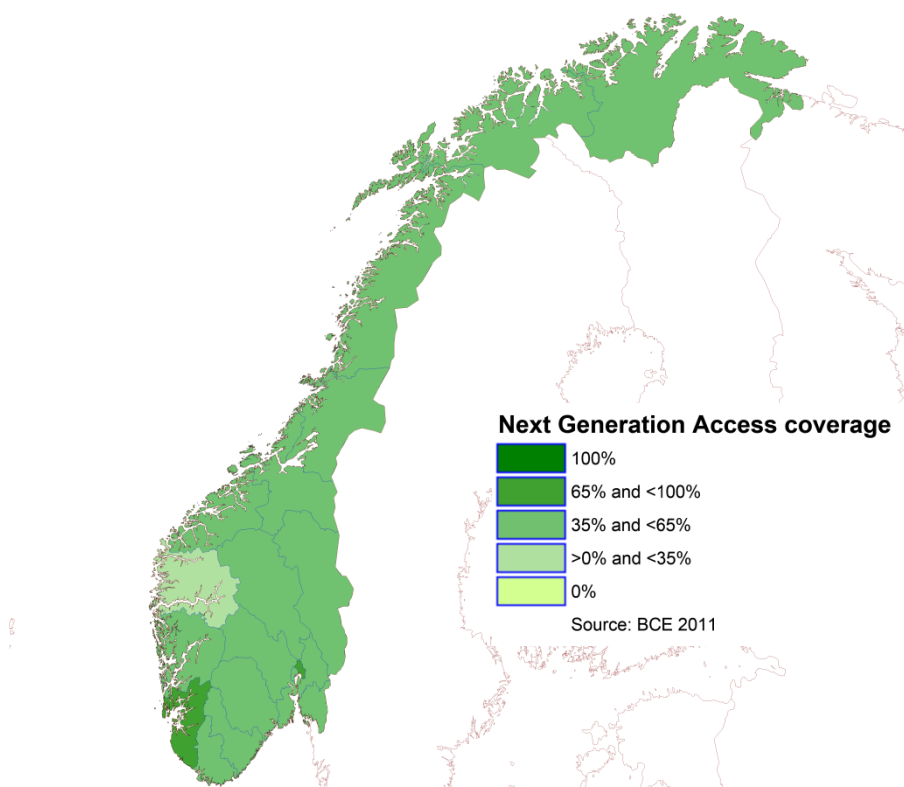 Next Generation Access coverage
100%
65% and <100%
35% and <65%
>0% and <35%
0%
Source: BCE 2011